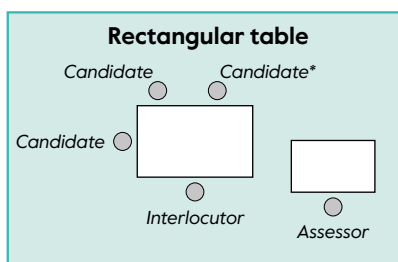 Rectangular table
Candidate Candidate*
Candidate
Interlocutor
Assessor